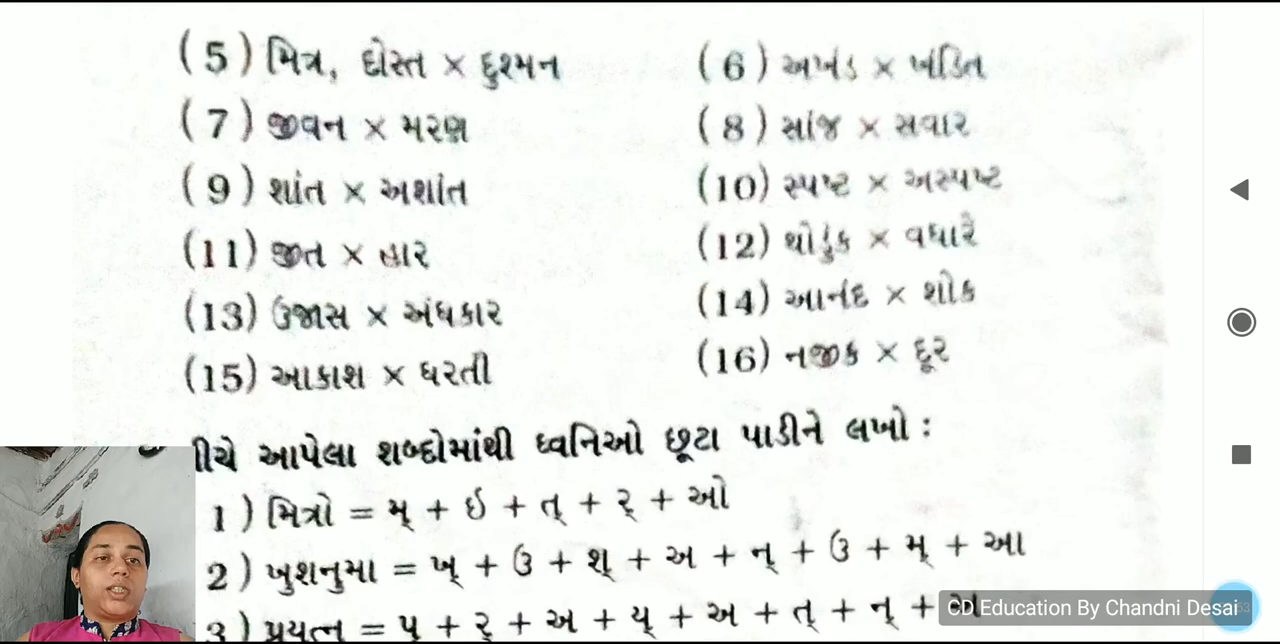 (5) મિત્ર, દોસ્ત × દુશ્મન (6) અખંડ × ખંડિત
(7) જીવન × મરણ (8) સાંજ × સવાર
(9) શાંત × અશાંત (10) સ્પષ્ટ × અસ્પષ્ટ
(11) જીત × હાર (12) થોડુંક × વધારે
(13) ઉજાસ × અંધકાર (14) આનંદ × શોક
(15) આકાશ × ધરતી (16) નજીક × દૂર
આપેલા શબ્દોમાંથી ધ્વનિઓ છૂટા પાડીને લખો :
1) મિત્રો = મ્ + ઇ + ત્ + ર્ + ઓ
2) ખુશનુમા = ખ્ + ઉ + શ્ + અ + ન્ + ઉ + મ્ + આ
3) પ્રયત્ન = પ્ + ર્ + અ + ય્ + અ + ત્ + ન્ + અ
CD Education By Chandni Desai